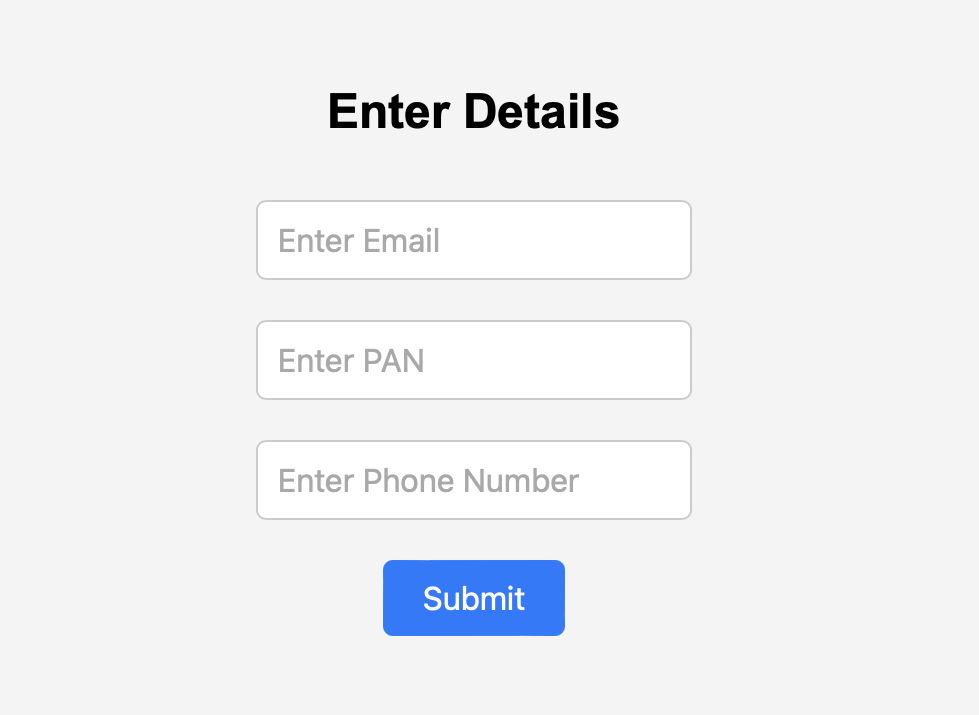 Enter Details
Enter Email
Enter PAN
Enter Phone Number
Submit